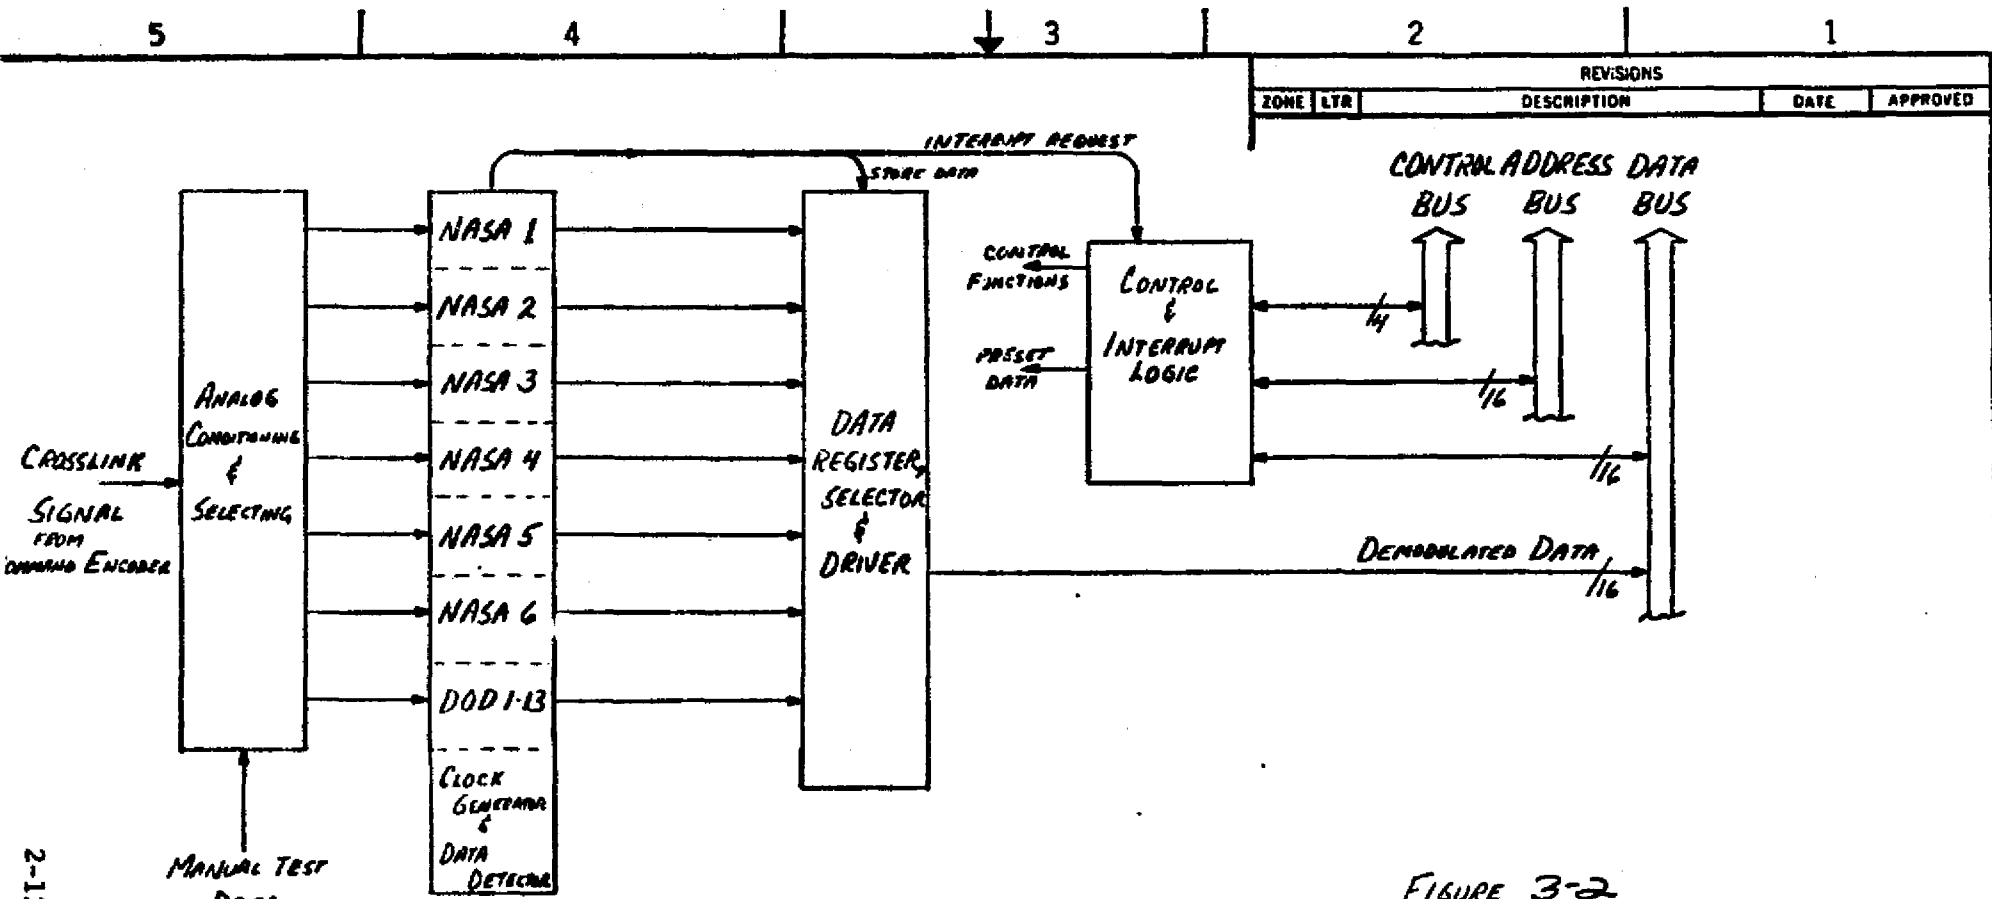 5 4 3 2 1
REVISIONS
ZONE LTR DESCRIPTION DATE APPROVED
INTERRUPT REQUEST
STORE DATA
CONTROL ADDRESS DATA
BUS BUS BUS
NASA 1
NASA 2
NASA 3
NASA 4
NASA 5
NASA 6
DOD 1-13
CLOCK
GENERATOR
&
DATA
DETECTOR
ANALOG
CONDITIONING
&
SELECTING
CROSSLINK
SIGNAL
FROM
ENCODER
MANUAL TEST
DATA
REGISTER,
SELECTOR
&
DRIVER
CONTROL
FUNCTIONS
PRESET
DATA
CONTROL
&
INTERRUPT
LOGIC
/4
/16
/16
DEMODULATED DATA
/16
FIGURE 3-2